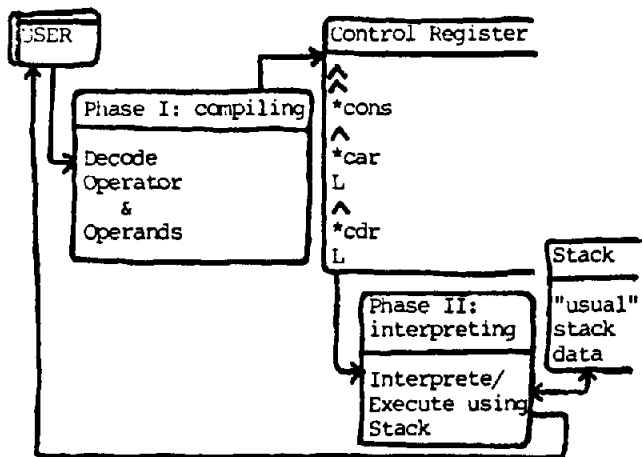 USER
Control Register
^
^
*cons
^
*car
L
^
*cdr
L
Phase I: compiling
Decode
Operator
&
Operands
Stack
"usual"
stack
data
Phase II:
interpreting
Interprete/
Execute using
Stack